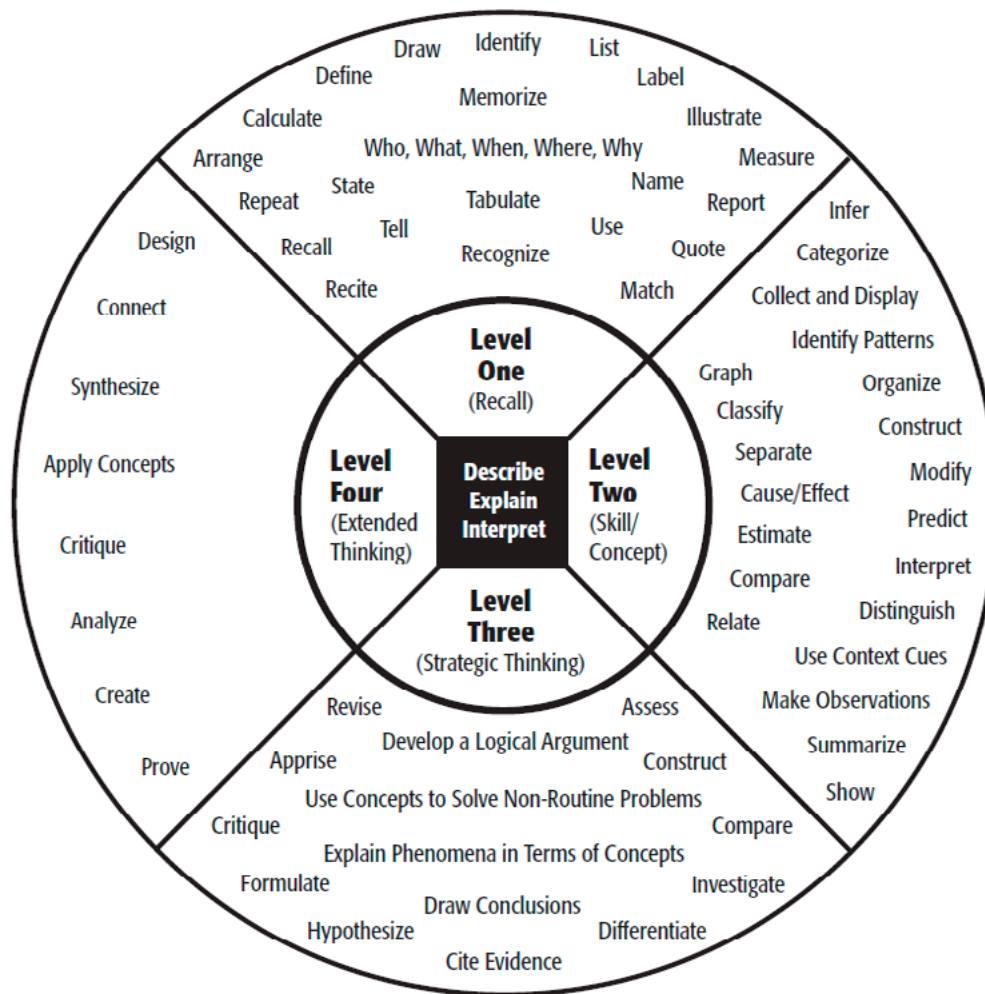 Draw
Identify
List
Define
Label
Memorize
Calculate
Illustrate
Who, What, When, Where, Why
Arrange
Measure
State
Name
Repeat
Tabulate
Report
Tell
Use
Recall
Recognize
Quote
Recite
Match
Level
One
(Recall)
Infer
Categorize
Collect and Display
Identify Patterns
Graph
Organize
Classify
Construct
Separate
Modify
Cause/Effect
Predict
Estimate
Interpret
Compare
Distinguish
Relate
Use Context Cues
Make Observations
Summarize
Show
Level
Two
(Skill/
Concept)
Describe
Explain
Interpret
Level
Three
(Strategic Thinking)
Revise
Assess
Develop a Logical Argument
Apprise
Construct
Use Concepts to Solve Non-Routine Problems
Critique
Compare
Explain Phenomena in Terms of Concepts
Formulate
Investigate
Draw Conclusions
Hypothesize
Differentiate
Cite Evidence
Level
Four
(Extended
Thinking)
Design
Connect
Synthesize
Apply Concepts
Critique
Analyze
Create
Prove